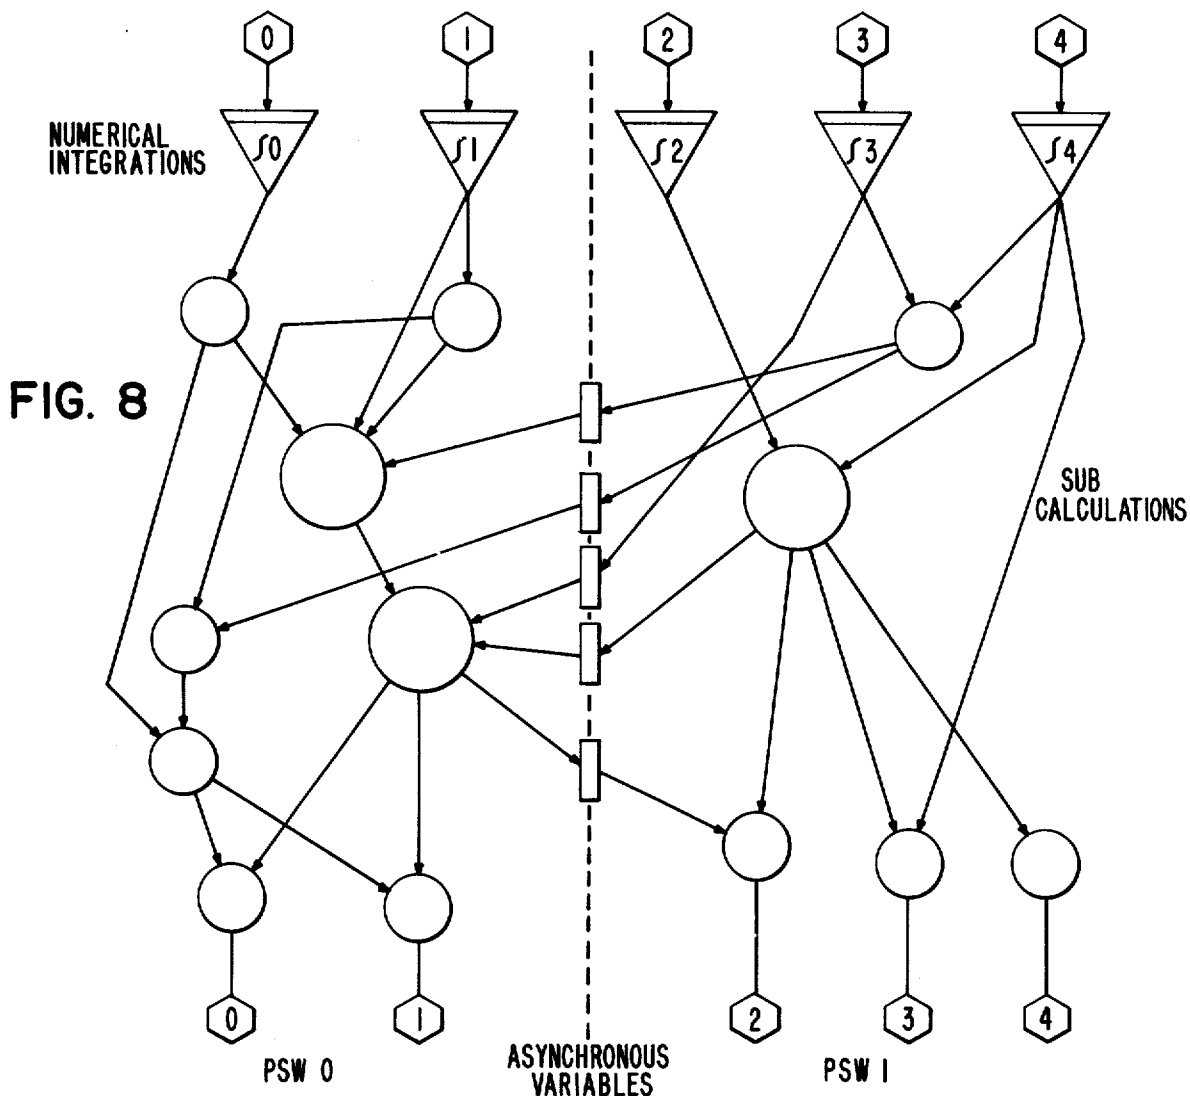 0 1 2 3 4
NUMERICAL
INTEGRATIONS
∫0 ∫1 ∫2 ∫3 ∫4
FIG. 8
SUB
CALCULATIONS
0 1 2 3 4
PSW 0
ASYNCHRONOUS
VARIABLES
PSW 1